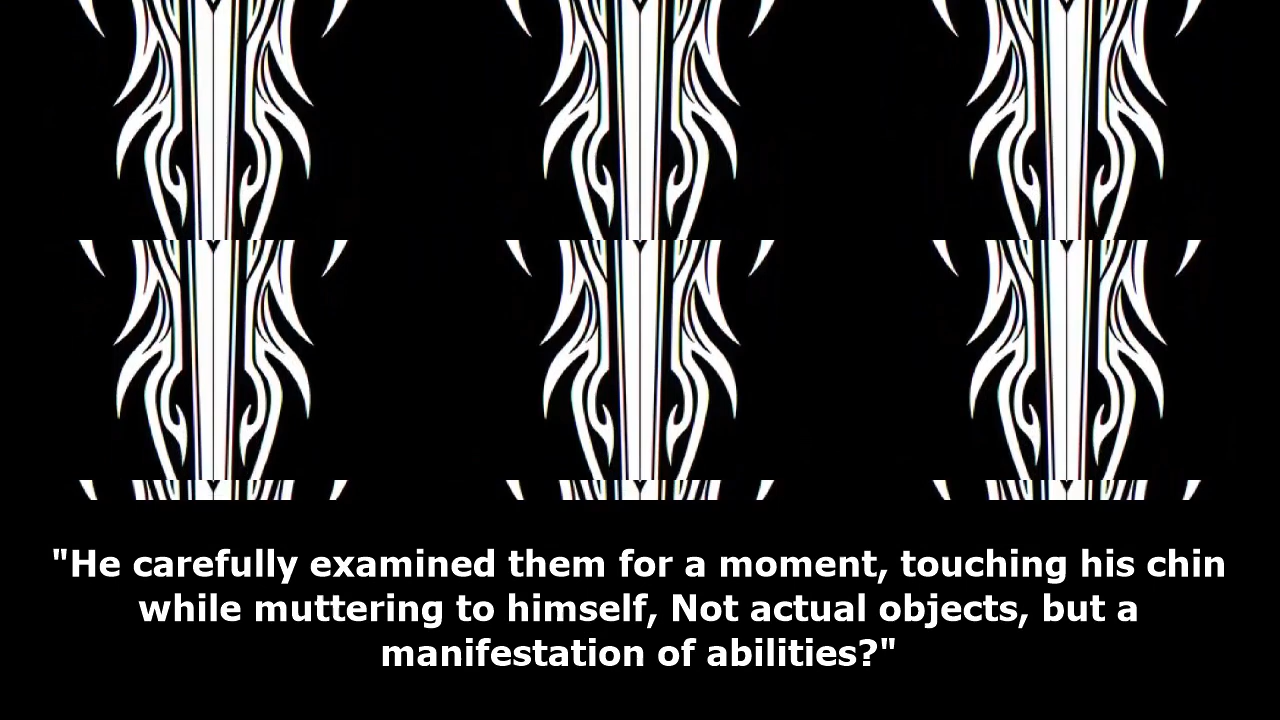 "He carefully examined them for a moment, touching his chin
while muttering to himself, Not actual objects, but a
manifestation of abilities?"